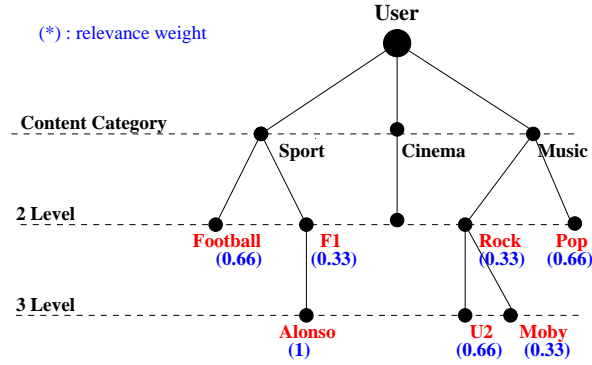 User
(*) : relevance weight
Content Category
Sport Cinema Music
2 Level
Football F1 Rock Pop
(0.66) (0.33) (0.33) (0.66)
3 Level
Alonso U2 Moby
(1) (0.66) (0.33)